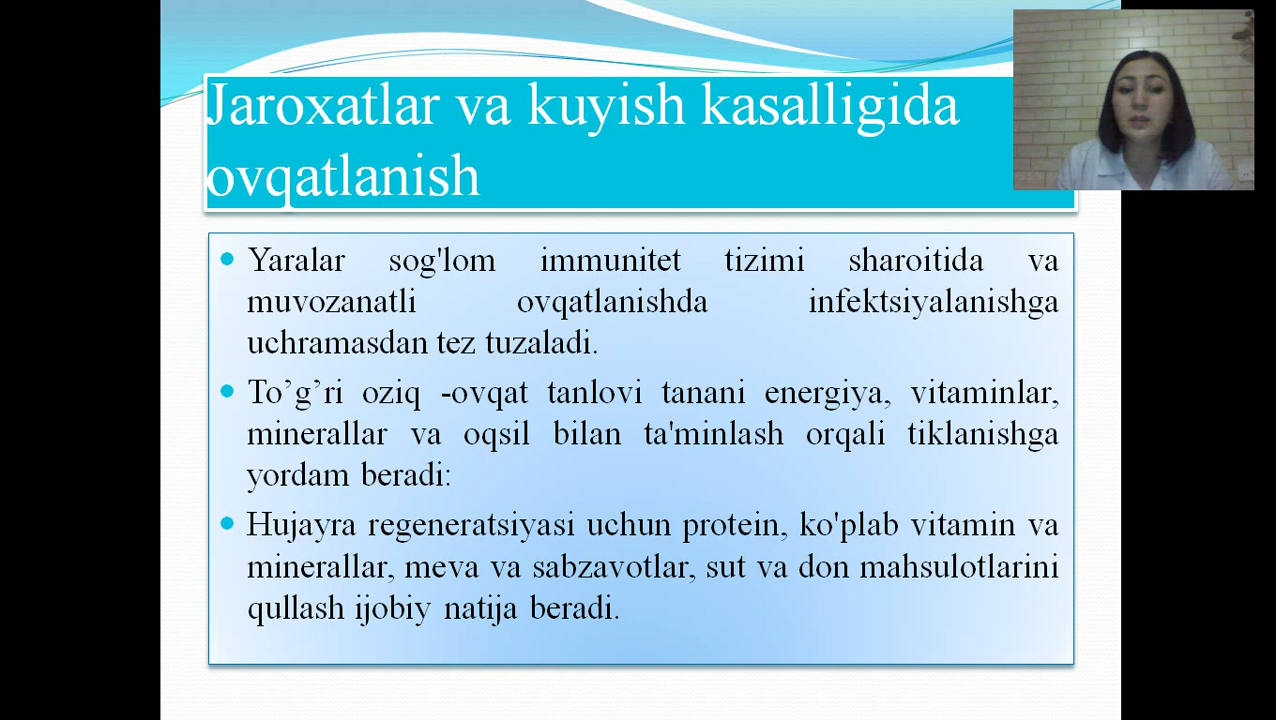 Jaroxatlar va kuyish kasalligida
ovqatlanish
Yaralar sog'lom immunitet tizimi sharoitida va
muvozanatli ovqatlanishda infektsiyalanishga
uchramasdan tez tuzaladi.
To’g’ri oziq -ovqat tanlovi tanani energiya, vitaminlar,
minerallar va oqsil bilan ta'minlash orqali tiklanishga
yordam beradi:
Hujayra regeneratsiyasi uchun protein, ko'plab vitamin va
minerallar, meva va sabzavotlar, sut va don mahsulotlarini
qullash ijobiy natija beradi.